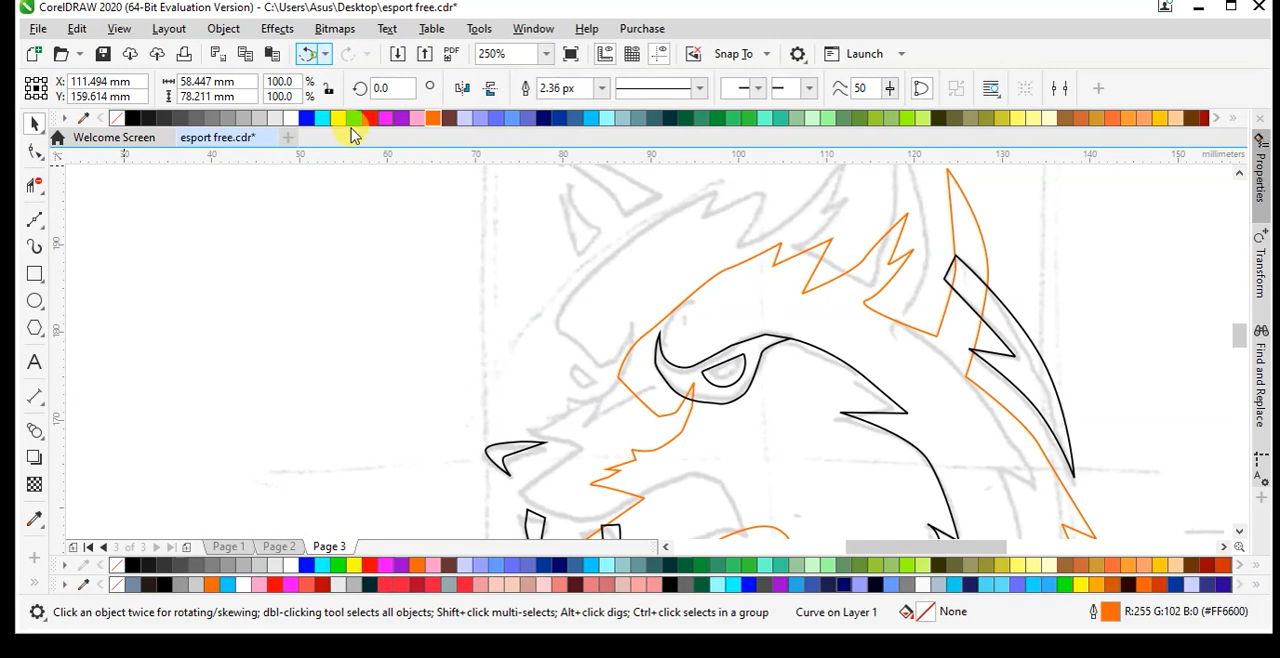 CorelDRAW 2020 (64-Bit Evaluation Version) - C:\Users\Asus\Desktop\esport free.cdr*
File Edit View Layout Object Effects Bitmaps Text Table Tools Window Help Purchase
PDF 250% Snap To Launch
X: 111.494 mm 58.447 mm 100.0 % 0.0 2.36 px 50
Y: 159.614 mm 78.211 mm 100.0 %
Welcome Screen esport free.cdr*
30 40 50 60 70 80 90 100 110 120 130 140 150 millimeters
190
180
170
Properties
Transform
Find and Replace
3 of 3 Page 1 Page 2 Page 3
Click an object twice for rotating/skewing; dbl-clicking tool selects all objects; Shift+click multi-selects; Alt+click digs; Ctrl+click selects in a group Curve on Layer 1 None R:255 G:102 B:0 (#FF6600)